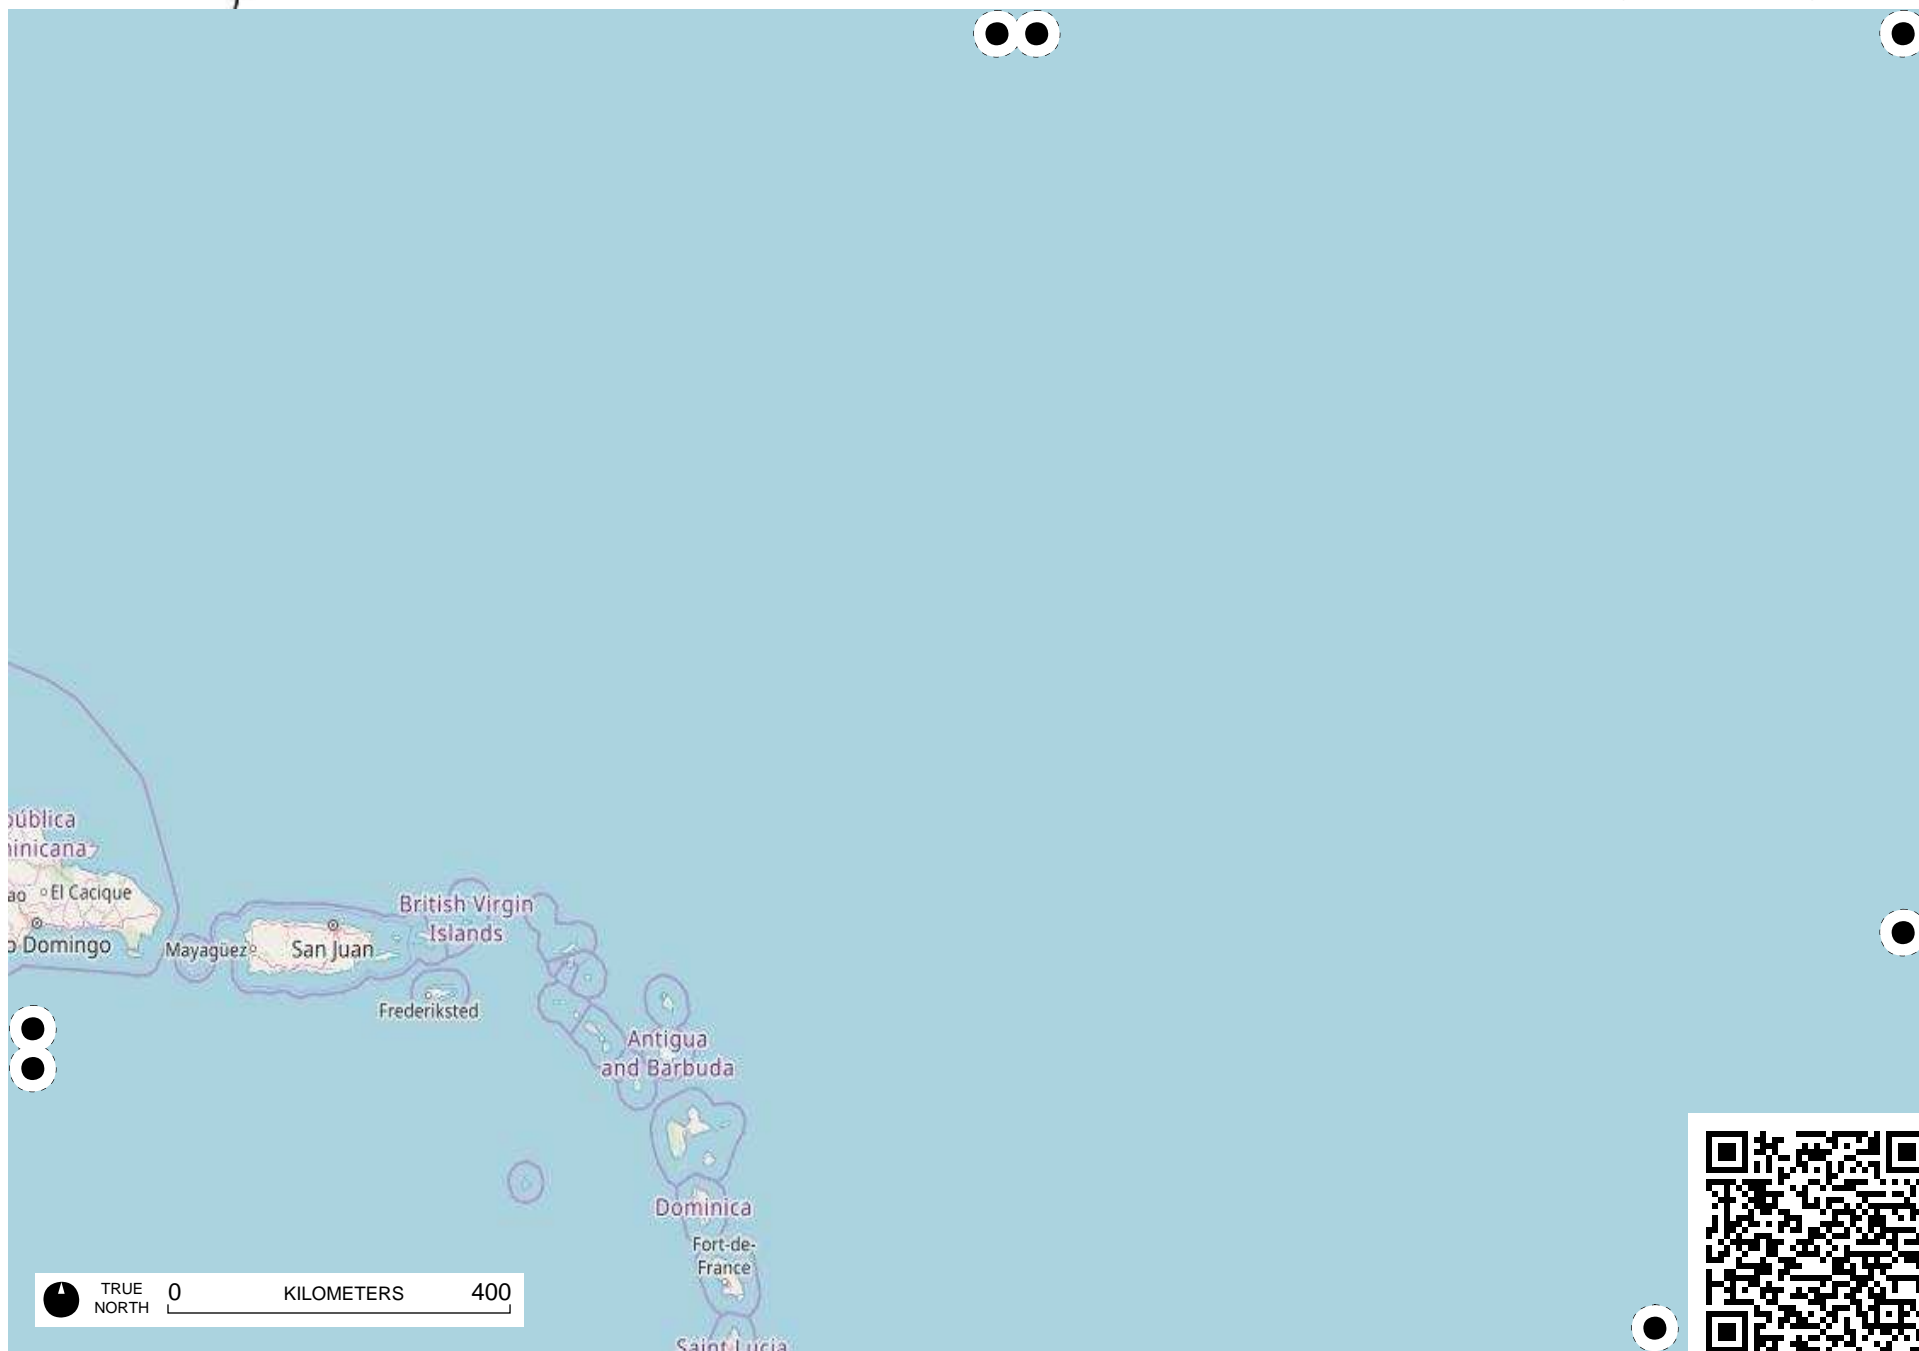 pública
inicana
ao
El Cacique
o Domingo
Mayagüez
San Juan
British Virgin
Islands
Frederiksted
Antigua
and Barbuda
Dominica
Fort-de-
France
Saint Lucia
TRUE
NORTH
0 KILOMETERS 400